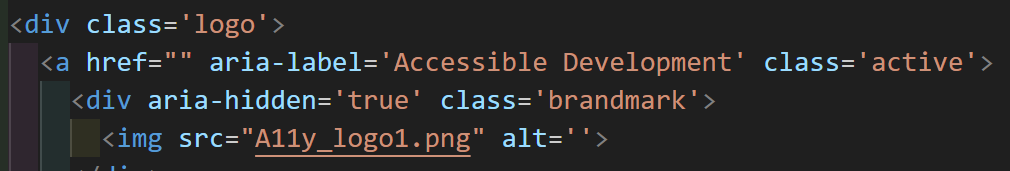 <div class='logo'>
<a href="" aria-label='Accessible Development' class='active'>
<div aria-hidden='true' class='brandmark'>
<img src="A11y_logo1.png" alt=''>